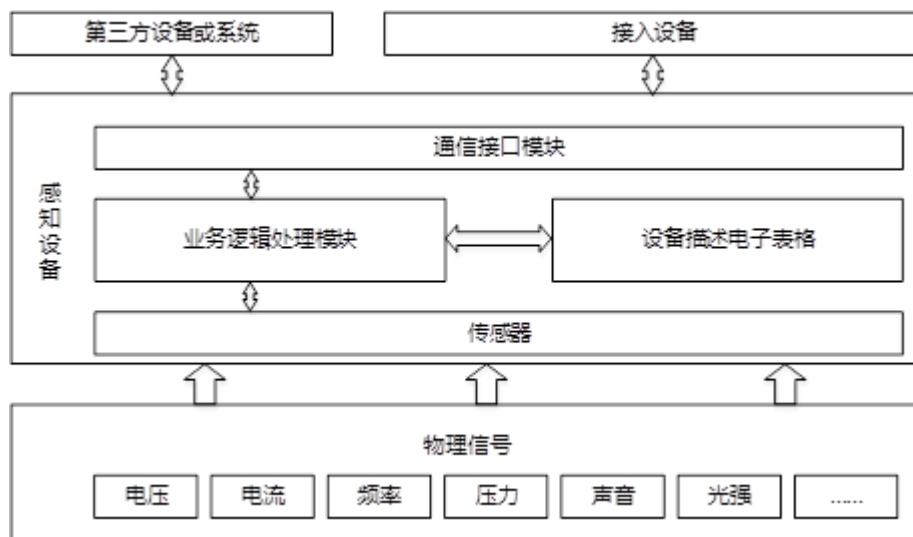 第三方设备或系统
接入设备
通信接口模块
感知设备
业务逻辑处理模块
设备描述电子表格
传感器
物理信号
电压
电流
频率
压力
声音
光强
……